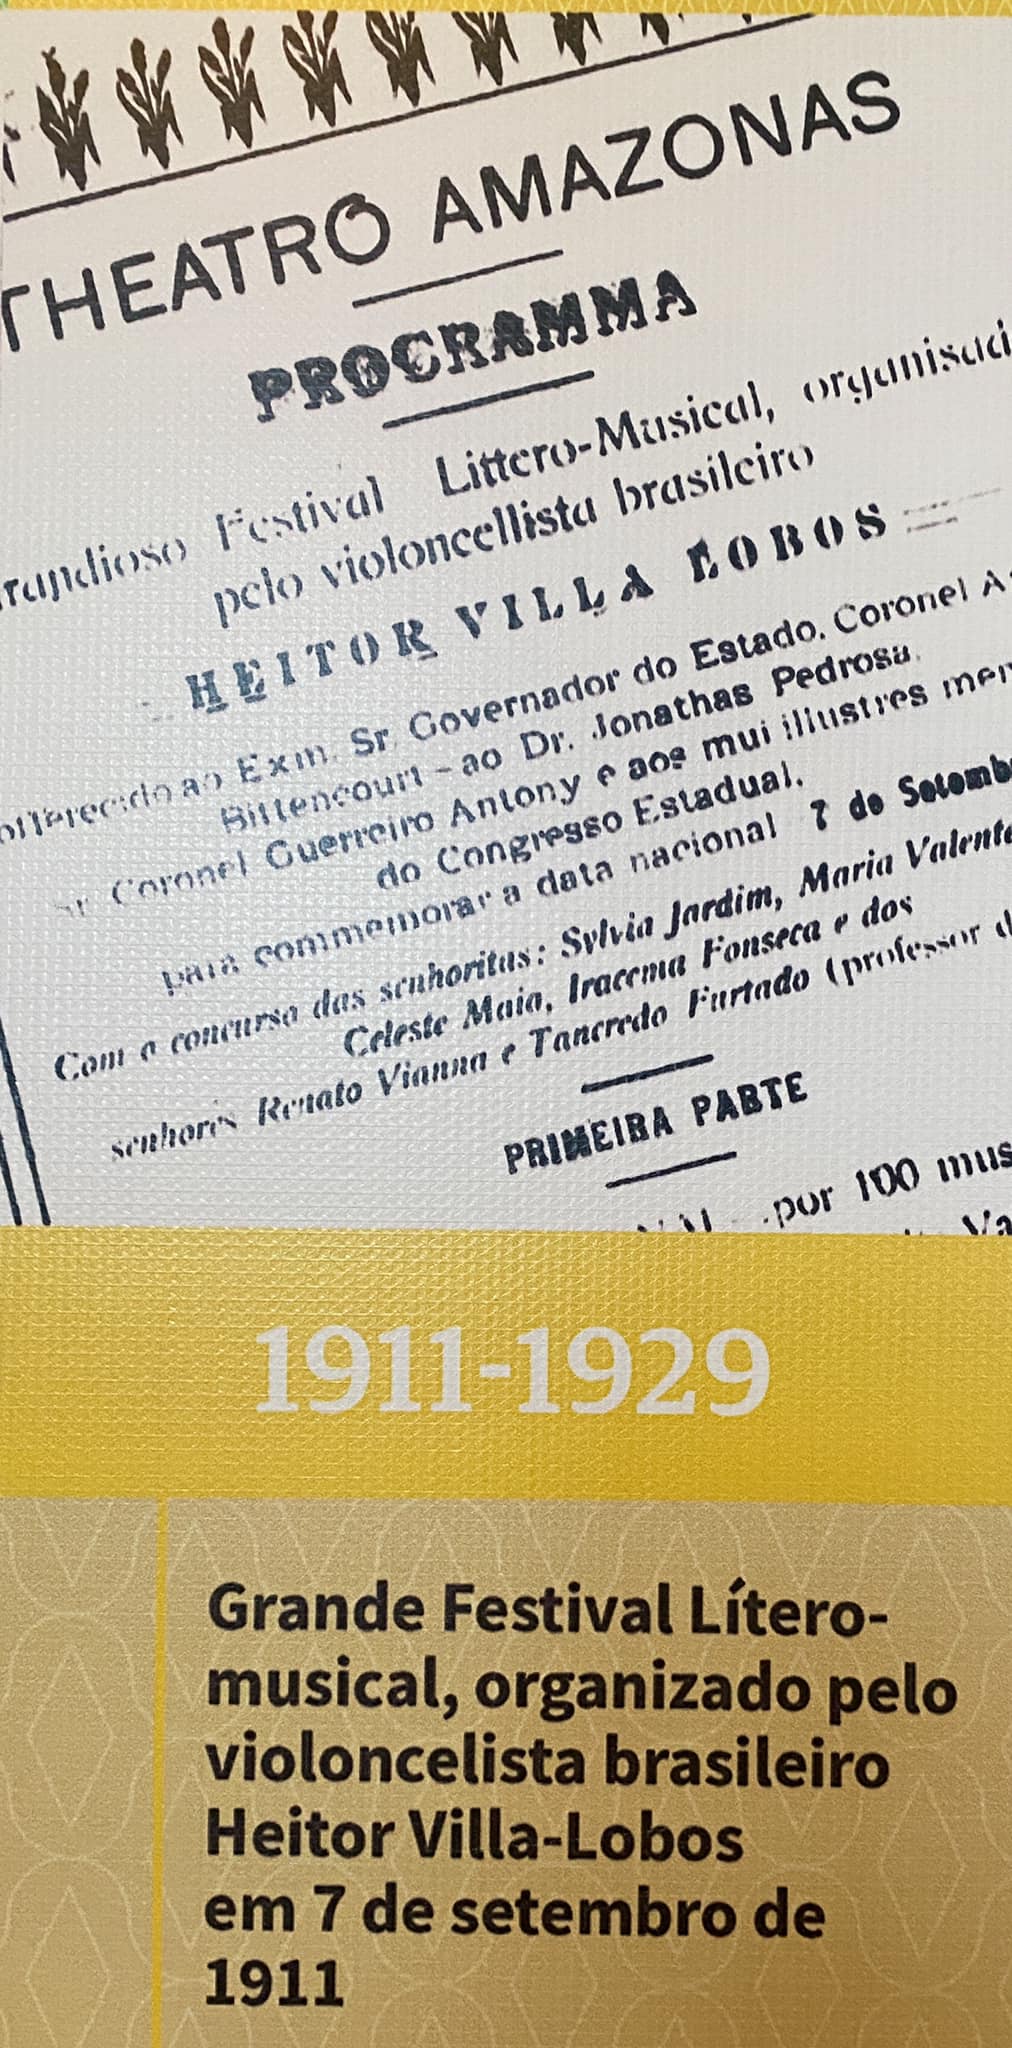 THEATRO AMAZONAS
PROGRAMMA
Festival Littero-Musical,
pelo violoncellista brasileiro
HEITOR VILLA LOBOS
ao Exm. Sr. Governador do Estado, Coronel
Bittencourt - ao Dr. Jonathas Pedrosa,
Coronel Guerreiro Antony e aos mui illustres
do Congresso Estadual,
para commemorar a data nacional 7 de
Com o concurso das senhoritas: Sylvia Jardim, Maria Valente
Celeste Maia, Iracema Fonseca e dos
senhores Renato Vianna e Tancredo Furtado (professor
PRIMEIRA PARTE
por 100
1911-1929
Grande Festival Lítero-
musical, organizado pelo
violoncelista brasileiro
Heitor Villa-Lobos
em 7 de setembro de
1911